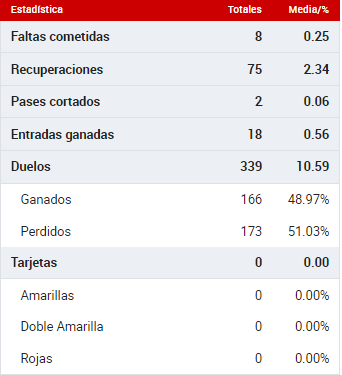 Estadística Totales Media/%
Faltas cometidas 8 0.25
Recuperaciones 75 2.34
Pases cortados 2 0.06
Entradas ganadas 18 0.56
Duelos 339 10.59
Ganados 166 48.97%
Perdidos 173 51.03%
Tarjetas 0 0.00
Amarillas 0 0.00%
Doble Amarilla 0 0.00%
Rojas 0 0.00%